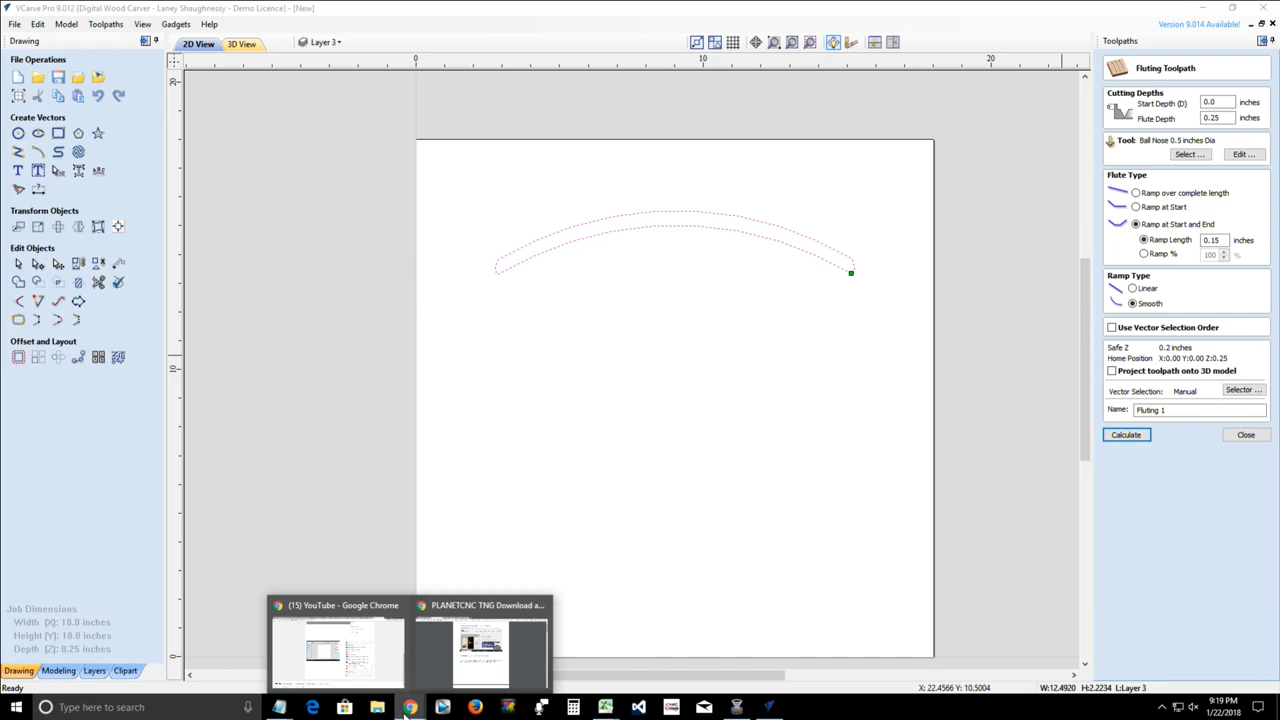 VCarve Pro 9.012 (Digital Wood Carver - Laney Shaughnessy - Demo Licence) - [New]
File Edit Model Toolpaths View Gadgets Help
Version 9.014 Available!
Drawing
2D View 3D View Layer 3
Toolpaths
File Operations
Create Vectors
Transform Objects
Edit Objects
Offset and Layout
Job Dimensions
Width (X): 18.0 inches
Height (Y): 18.0 inches
Depth (Z): 0.25 inches
Drawing Modeling Layers Clipart
0 10 20
20
10
0
Fluting Toolpath
Cutting Depths
Start Depth (D) 0.0 inches
Flute Depth 0.25 inches
Tool: Ball Nose 0.5 inches Dia
Select ... Edit ...
Flute Type
Ramp over complete length
Ramp at Start
Ramp at Start and End
Ramp Length 0.15 inches
Ramp % 100 %
Ramp Type
Linear
Smooth
Use Vector Selection Order
Safe Z 0.2 inches
Home Position X:0.00 Y:0.00 Z:0.25
Project toolpath onto 3D model
Vector Selection: Manual Selector ...
Name: Fluting 1
Calculate Close
(15) YouTube - Google Chrome
PLANETCNC TNG Download a...
Ready
X: 22.4566 Y: 10.5004
W:12.4920 H:2.2234 L:Layer 3
Type here to search
9:19 PM
1/22/2018